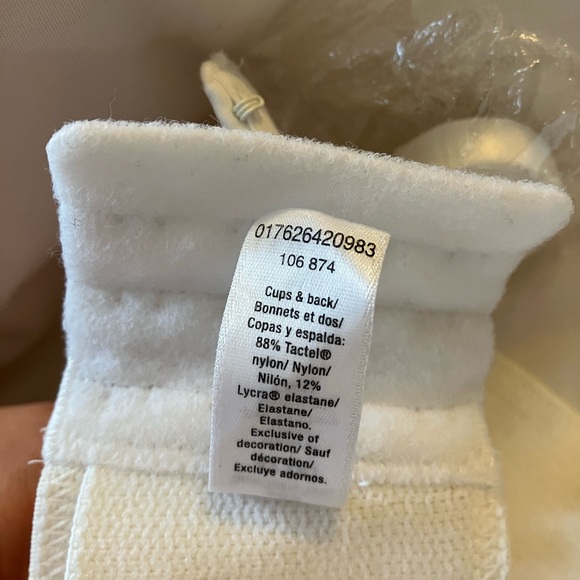 017626420983
106 874
Cups & back/
Bonnets et dos/
Copas y espalda:
88% Tactel®
nylon/ Nylon/
Nilón, 12%
Lycra® elastane/
Elastane/
Elastano.
Exclusive of
decoration/ Sauf
décoration/
Excluye adornos.